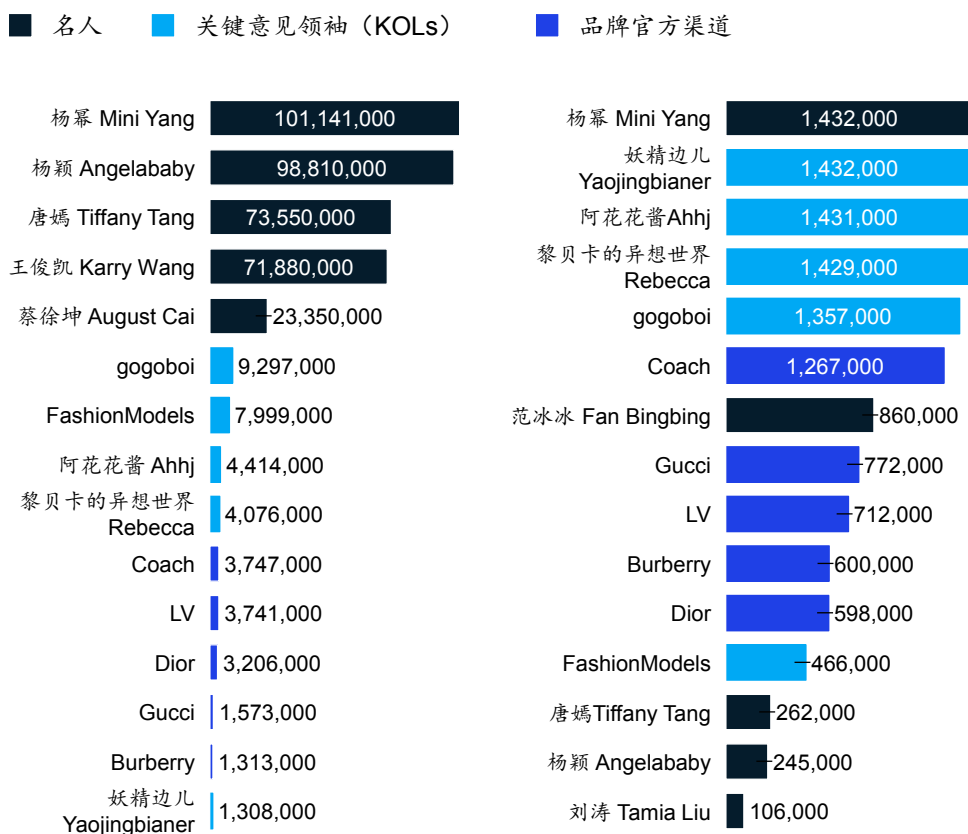 名人 关键意见领袖（KOLs） 品牌官方渠道
杨幂 Mini Yang 101,141,000
杨颖 Angelababy 98,810,000
唐嫣 Tiffany Tang 73,550,000
王俊凯 Karry Wang 71,880,000
蔡徐坤 August Cai 23,350,000
gogoboi 9,297,000
FashionModels 7,999,000
阿花花酱 Ahhj 4,414,000
黎贝卡的异想世界
Rebecca 4,076,000
Coach 3,747,000
LV 3,741,000
Dior 3,206,000
Gucci 1,573,000
Burberry 1,313,000
妖精边儿
Yaojingbianer 1,308,000
杨幂 Mini Yang 1,432,000
妖精边儿
Yaojingbianer 1,432,000
阿花花酱Ahhj 1,431,000
黎贝卡的异想世界
Rebecca 1,429,000
gogoboi 1,357,000
Coach 1,267,000
范冰冰 Fan Bingbing 860,000
Gucci 772,000
LV 712,000
Burberry 600,000
Dior 598,000
FashionModels 466,000
唐嫣Tiffany Tang 262,000
杨颖 Angelababy 245,000
刘涛 Tamia Liu 106,000